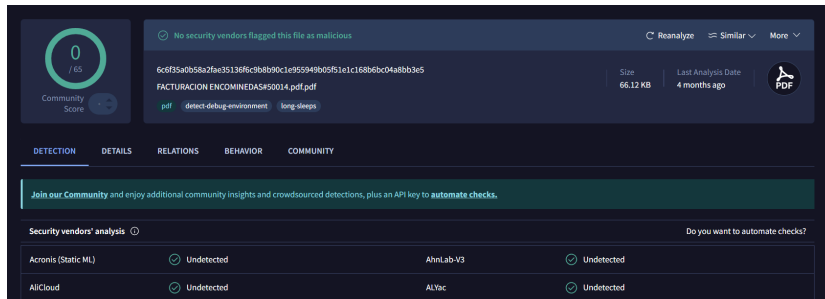 0
/ 65
Community
Score
No security vendors flagged this file as malicious
Reanalyze
Similar
More
6c6f35a0b58a2fae35136f6c9b8b90c1e955949b05f51e1c168b6bc04a8bb3e5
FACTURACION ENCOMINEDAS#50014.pdf.pdf
pdf
detect-debug-environment
long-sleeps
Size
66.12 KB
Last Analysis Date
4 months ago
PDF
DETECTION
DETAILS
RELATIONS
BEHAVIOR
COMMUNITY
Join our Community and enjoy additional community insights and crowdsourced detections, plus an API key to automate checks.
Security vendors' analysis
Do you want to automate checks?
Acronis (Static ML)
Undetected
AhnLab-V3
Undetected
AliCloud
Undetected
ALYac
Undetected